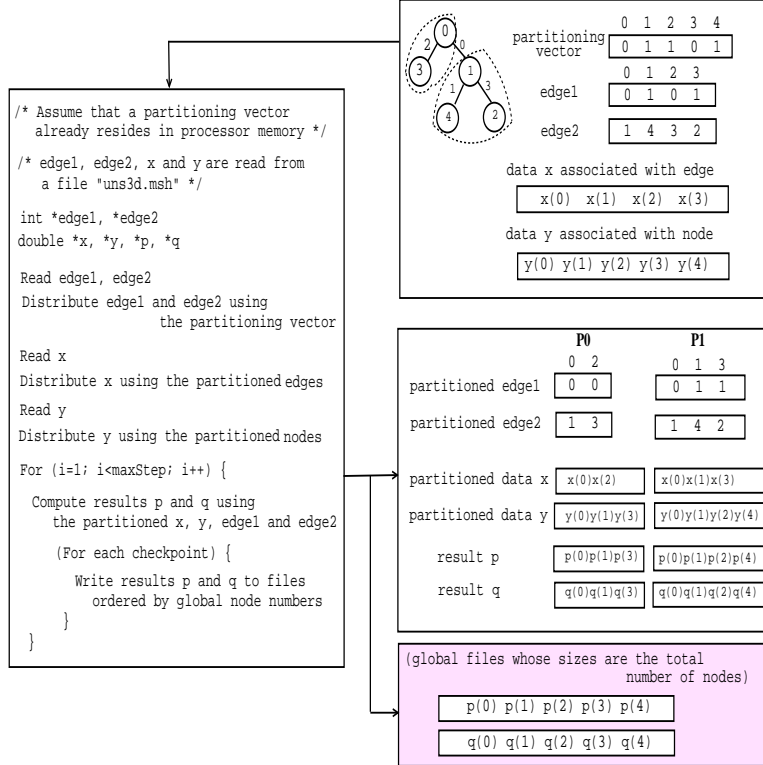 /* Assume that a partitioning vector
already resides in processor memory */
/* edge1, edge2, x and y are read from
a file "uns3d.msh" */
int *edge1, *edge2
double *x, *y, *p, *q
Read edge1, edge2
Distribute edge1 and edge2 using
the partitioning vector
Read x
Distribute x using the partitioned edges
Read y
Distribute y using the partitioned nodes
For (i=1; i<maxStep; i++) {
Compute results p and q using
the partitioned x, y, edge1 and edge2
(For each checkpoint) {
Write results p and q to files
ordered by global node numbers
}
}
0
2
0
3
1
1
3
4
2
0 1 2 3 4
partitioning vector
0 1 1 0 1
0 1 2 3
edge1
0 1 0 1
edge2
1 4 3 2
data x associated with edge
x(0) x(1) x(2) x(3)
data y associated with node
y(0) y(1) y(2) y(3) y(4)
P0 P1
0 2 0 1 3
partitioned edge1 0 0 0 1 1
partitioned edge2 1 3 1 4 2
partitioned data x x(0)x(2) x(0)x(1)x(3)
partitioned data y y(0)y(1)y(3) y(0)y(1)y(2)y(4)
result p p(0)p(1)p(3) p(0)p(1)p(2)p(4)
result q q(0)q(1)q(3) q(0)q(1)q(2)q(4)
(global files whose sizes are the total
number of nodes)
p(0) p(1) p(2) p(3) p(4)
q(0) q(1) q(2) q(3) q(4)